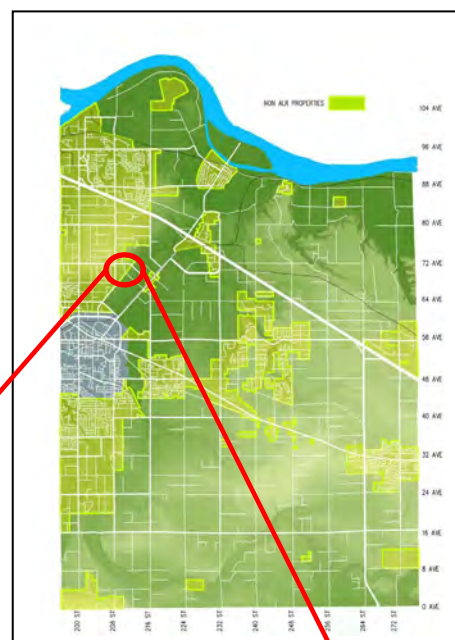 NON ALR PROPERTIES
104 AVE
96 AVE
88 AVE
80 AVE
72 AVE
64 AVE
56 AVE
48 AVE
40 AVE
32 AVE
24 AVE
16 AVE
8 AVE
0 AVE
200 ST
208 ST
216 ST
224 ST
232 ST
240 ST
248 ST
256 ST
264 ST
272 ST